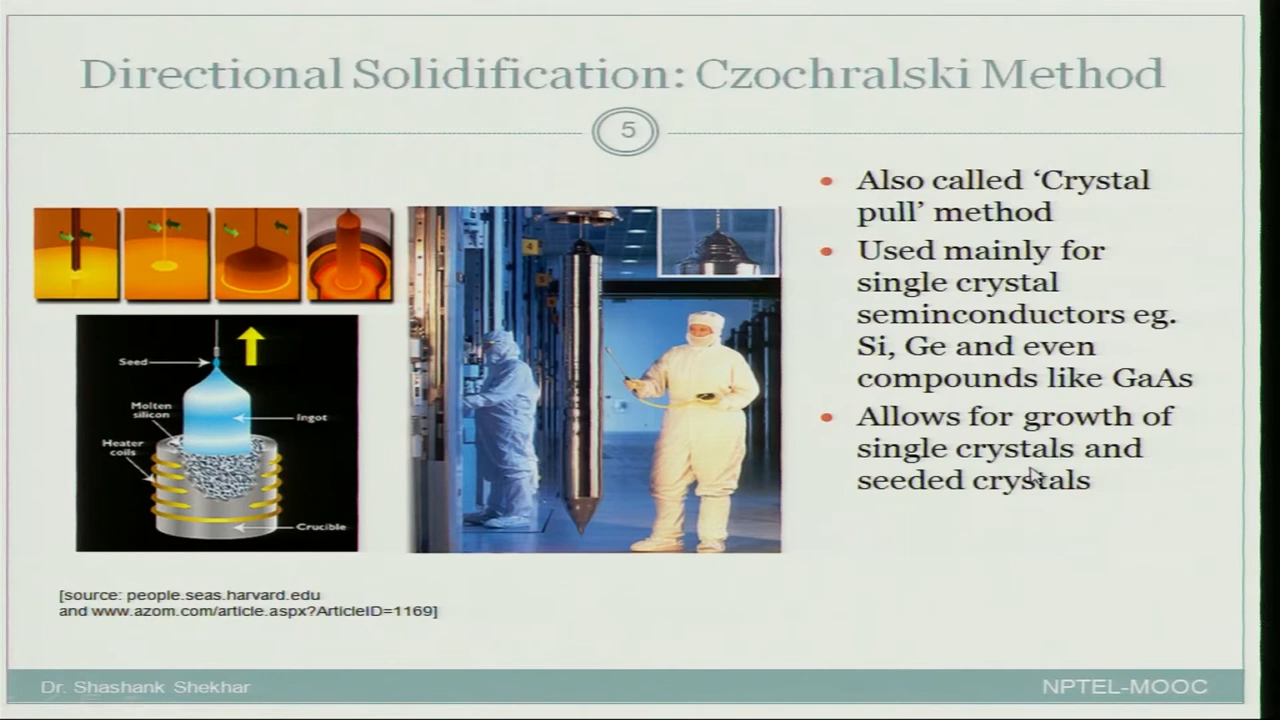 Directional Solidification: Czochralski Method
5
Also called ‘Crystal
pull’ method
Used mainly for
single crystal
seminconductors eg.
Si, Ge and even
compounds like GaAs
Allows for growth of
single crystals and
seeded crystals
Seed
Molten
silicon
Ingot
Heater
coils
Crucible
4
[source: people.seas.harvard.edu
and www.azom.com/article.aspx?ArticleID=1169]
Dr. Shashank Shekhar
NPTEL-MOOC